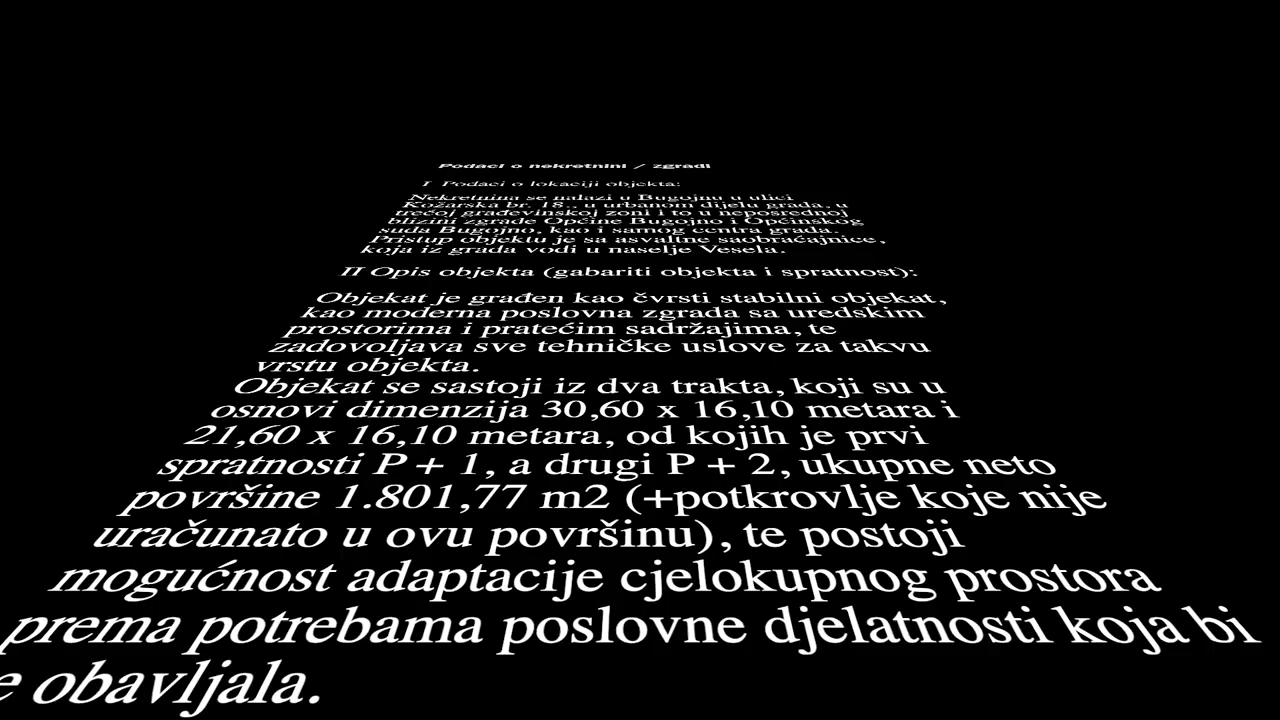 Podaci o nekretnini / zgradi
I Podaci o lokaciji objekta:
Nekretnina se nalazi u Bugojnu u ulici
Kožarska br. 18., u urbanom dijelu grada, u
trećoj građevinskoj zoni i to u neposrednoj
blizini zgrade Općine Bugojno i Općinskog
suda Bugojno, kao i samog centra grada.
Pristup objektu je sa asvaltne saobraćajnice,
koja iz grada vodi u naselje Vesela.
II Opis objekta (gabariti objekta i spratnost):
Objekat je građen kao čvrsti stabilni objekat,
kao moderna poslovna zgrada sa uredskim
prostorima i pratećim sadržajima, te
zadovoljava sve tehničke uslove za takvu
vrstu objekta.
Objekat se sastoji iz dva trakta, koji su u
osnovi dimenzija 30,60 x 16,10 metara i
21,60 x 16,10 metara, od kojih je prvi
spratnosti P + 1, a drugi P + 2, ukupne neto
površine 1.801,77 m2 (+potkrovlje koje nije
uračunato u ovu površinu), te postoji
mogućnost adaptacije cjelokupnog prostora
prema potrebama poslovne djelatnosti koja bi
e obavljala.